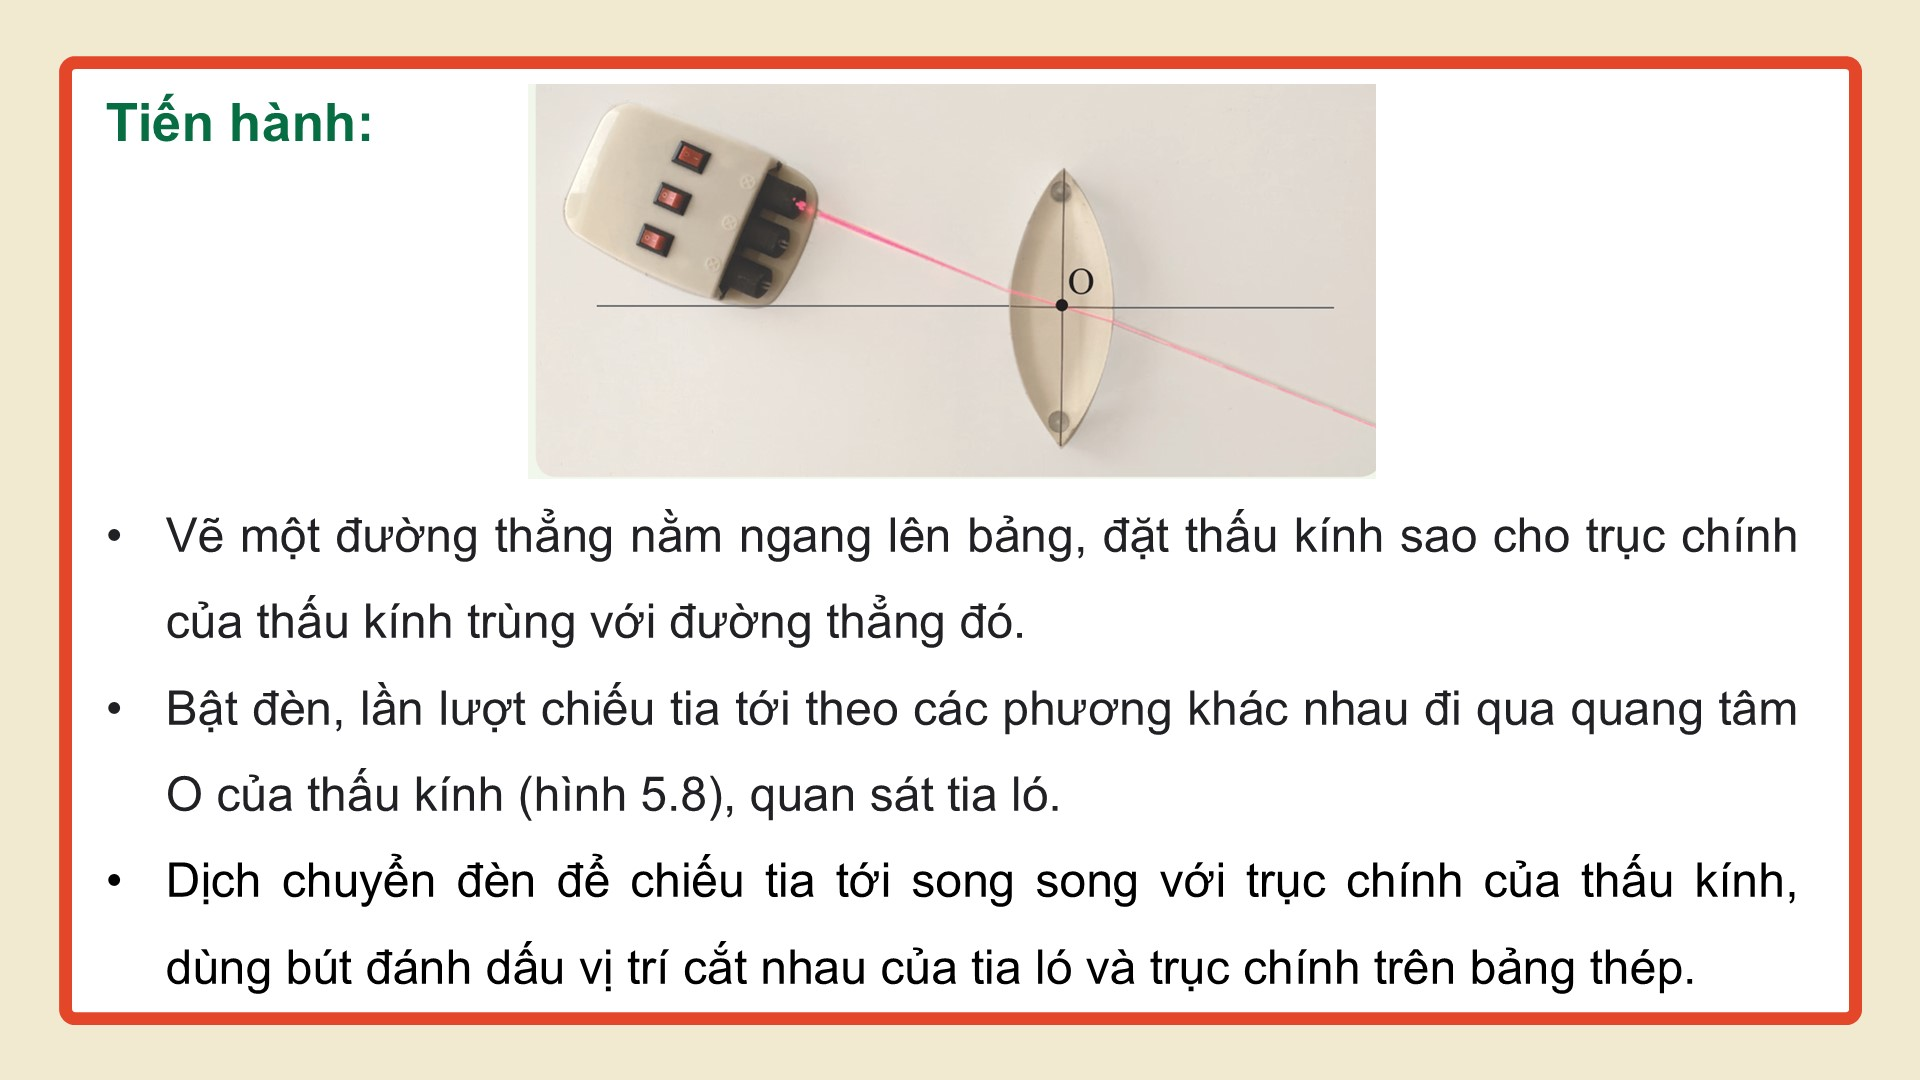 Tiến hành:
O
• Vẽ một đường thẳng nằm ngang lên bảng, đặt thấu kính sao cho trục chính
của thấu kính trùng với đường thẳng đó.
• Bật đèn, lần lượt chiếu tia tới theo các phương khác nhau đi qua quang tâm
O của thấu kính (hình 5.8), quan sát tia ló.
• Dịch chuyển đèn để chiếu tia tới song song với trục chính của thấu kính,
dùng bút đánh dấu vị trí cắt nhau của tia ló và trục chính trên bảng thép.